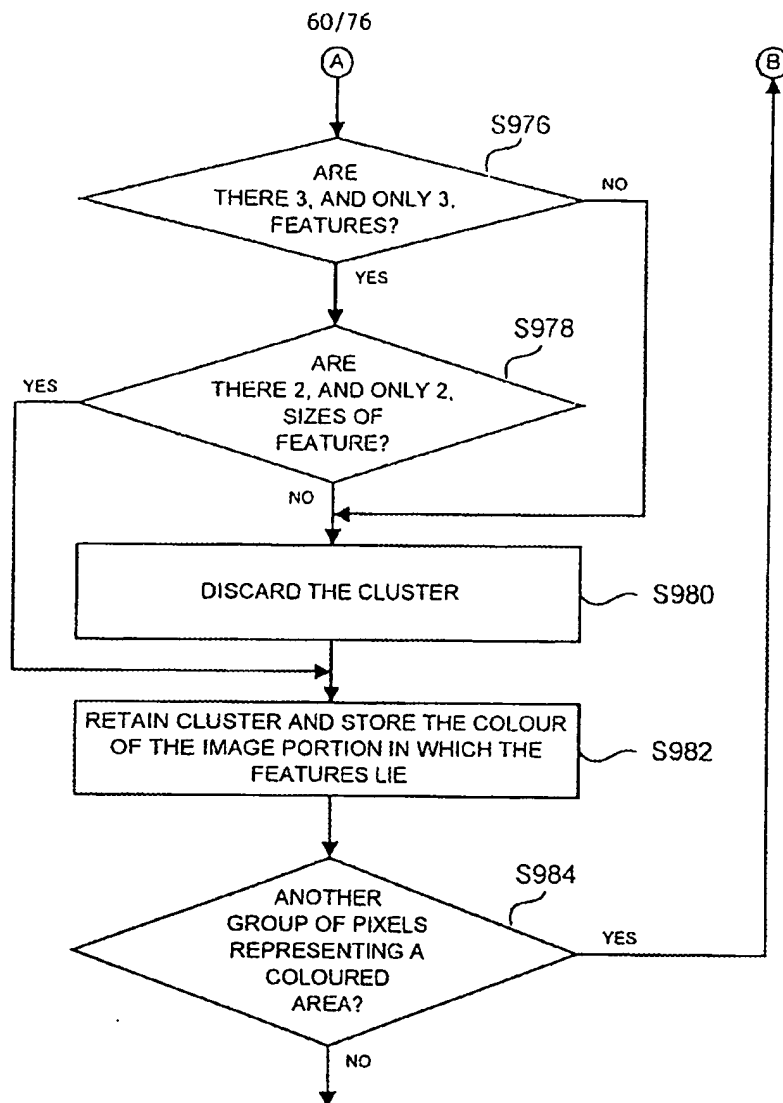 60/76
A
B
S976
ARE
THERE 3, AND ONLY 3,
FEATURES?
NO
YES
S978
ARE
THERE 2, AND ONLY 2,
SIZES OF
FEATURE?
YES
NO
DISCARD THE CLUSTER
S980
RETAIN CLUSTER AND STORE THE COLOUR
OF THE IMAGE PORTION IN WHICH THE
FEATURES LIE
S982
S984
ANOTHER
GROUP OF PIXELS
REPRESENTING A
COLOURED
AREA?
YES
NO